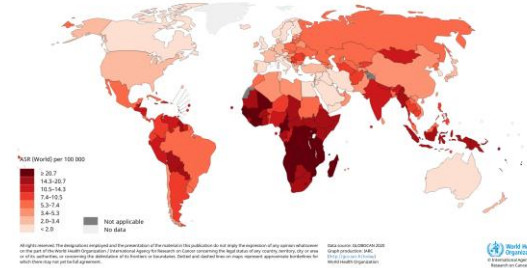 ASR (World) per 100 000
≥ 20.7
14.3–20.7
10.5–14.3
7.4–10.5
5.3–7.4
3.4–5.3
2.0–3.4
< 2.0
Not applicable
No data
All rights reserved. The designations employed and the presentation of the material in this publication do not imply the expression of any opinion whatsoever
on the part of the World Health Organization / International Agency for Research on Cancer concerning the legal status of any country, territory, city or area
or of its authorities, or concerning the delimitation of its frontiers or boundaries. Dotted and dashed lines on maps represent approximate borderlines for
which there may not yet be full agreement.
Data source: GLOBOCAN 2020
Graph production: IARC
World Health Organization
World H
Organiz
International Agen
Research on Cance